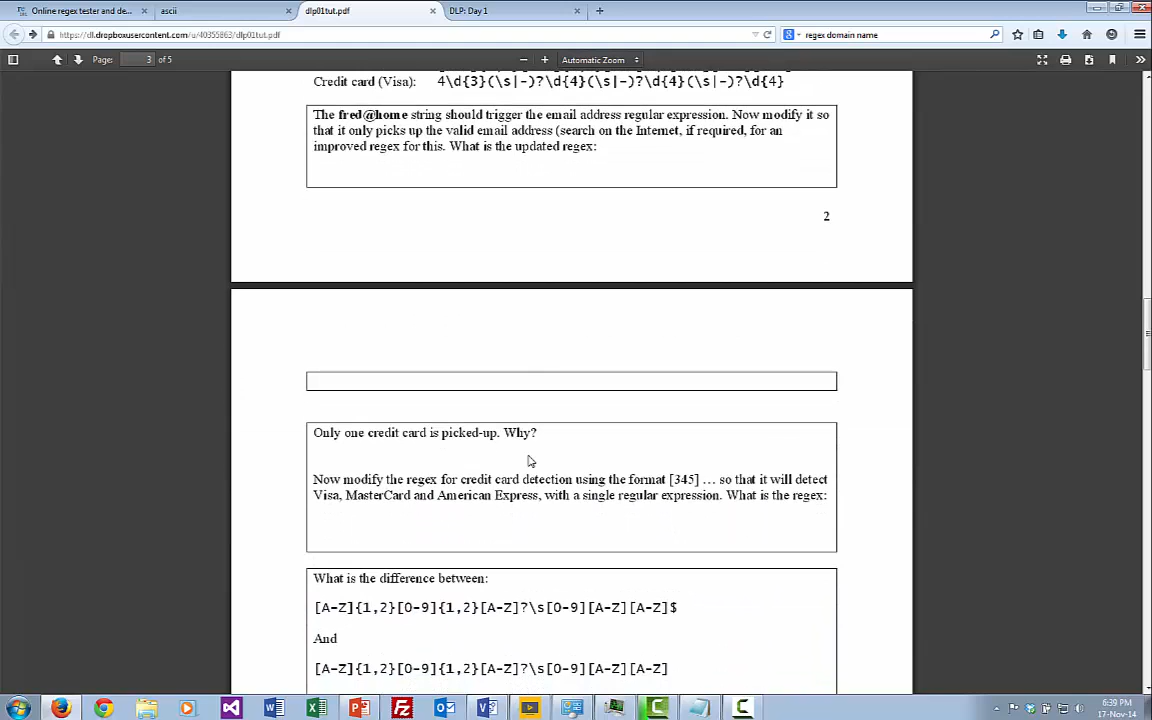 Online regex tester and de...
ascii
dlp01tut.pdf
DLP: Day 1
https://dl.dropboxusercontent.com/u/40355863/dlp01tut.pdf
regex domain name
Page: 3 of 5
Automatic Zoom
Credit card (Visa): 4\d{3}(\s|-)?\d{4}(\s|-)?\d{4}(\s|-)?\d{4}
The fred@home string should trigger the email address regular expression. Now modify it so
that it only picks up the valid email address (search on the Internet, if required, for an
improved regex for this. What is the updated regex:
2
Only one credit card is picked-up. Why?
Now modify the regex for credit card detection using the format [345] … so that it will detect
Visa, MasterCard and American Express, with a single regular expression. What is the regex:
What is the difference between:
[A-Z]{1,2}[0-9]{1,2}[A-Z]?\s[0-9][A-Z][A-Z]$
And
[A-Z]{1,2}[0-9]{1,2}[A-Z]?\s[0-9][A-Z][A-Z]
6:39 PM
17-Nov-14